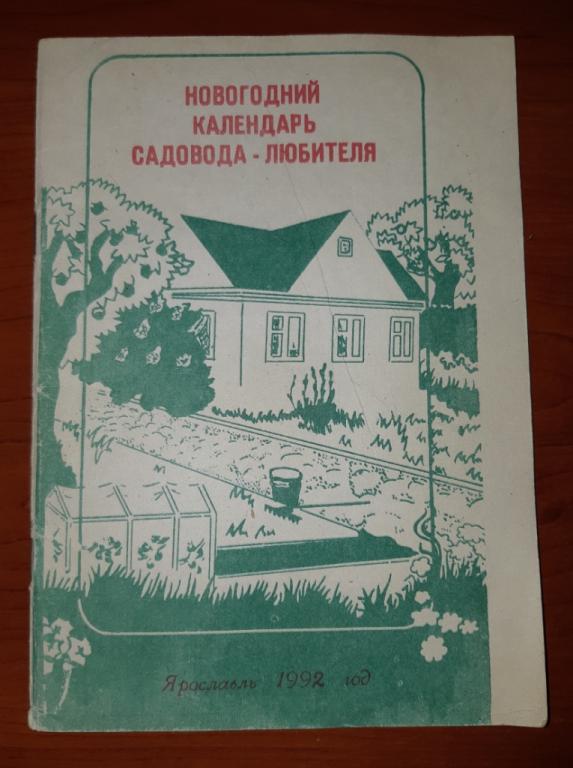 НОВОГОДНИЙ
КАЛЕНДАРЬ
САДОВОДА - ЛЮБИТЕЛЯ
Ярославль 1992 год